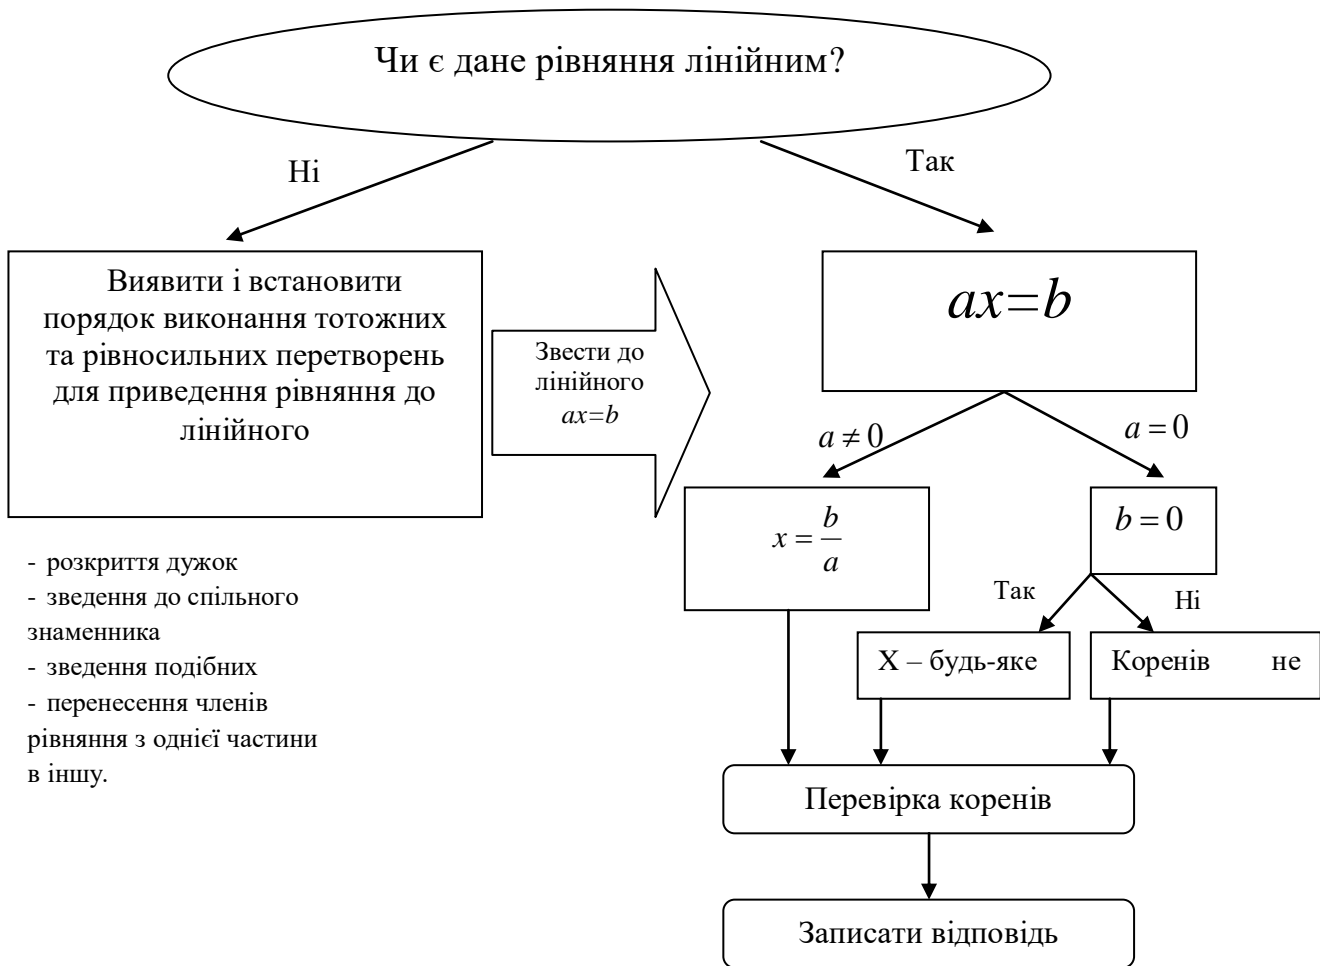 Чи є дане рівняння лінійним?
Ні
Так
Виявити і встановити
порядок виконання тотожних
та рівносильних перетворень
для приведення рівняння до
лінійного
Звести до
лінійного
ax=b
ax=b
a ≠ 0
a = 0
x = b/a
b = 0
- розкриття дужок
- зведення до спільного
знаменника
- зведення подібних
- перенесення членів
рівняння з однієї частини
в іншу.
Так
Ні
Х – будь-яке
Коренів не
Перевірка коренів
Записати відповідь